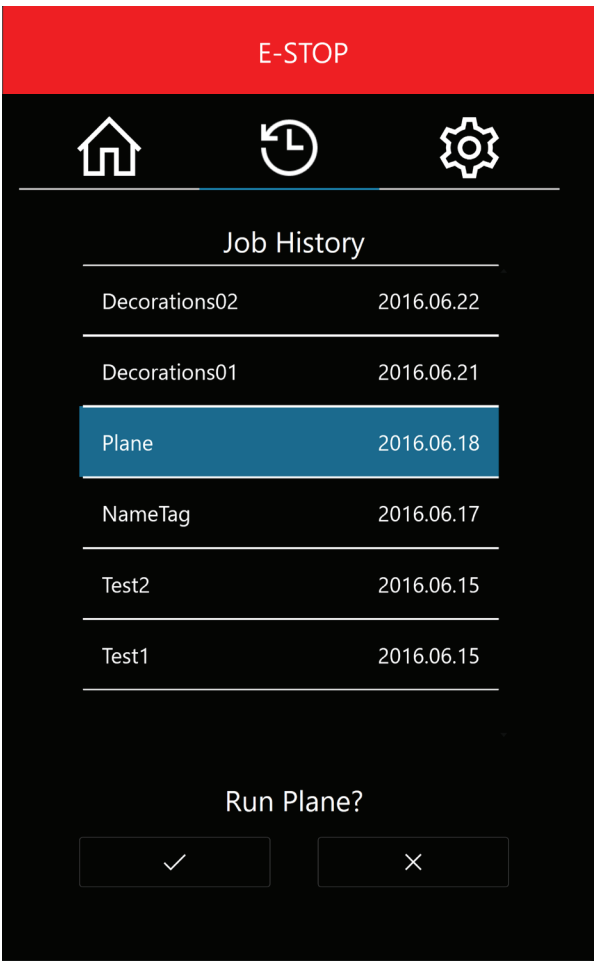 E-STOP
Job History
Decorations02 2016.06.22
Decorations01 2016.06.21
Plane 2016.06.18
NameTag 2016.06.17
Test2 2016.06.15
Test1 2016.06.15
Run Plane?